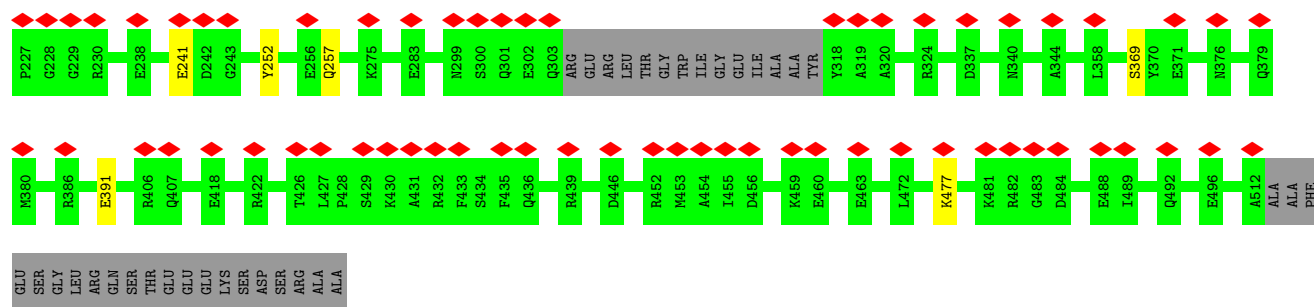 P227 G228 G229 R230 E238 E241 D242 G243 Y252 E256 Q257 K275 E283 N299 S300 Q301 E302 Q303 ARG GLU ARG LEU THR GLY TRP ILE GLY GLU ILE ALA ALA TYR Y318 A319 A320 R324 D337 N340 A344 L358 S369 Y370 E371 N376 Q379
M380 R386 E391 R406 Q407 E418 R422 T426 L427 P428 S429 K430 A431 R432 F433 S434 F435 Q436 R439 D446 R452 M453 A454 I455 D456 K459 E460 E463 L472 K477 K481 R482 G483 D484 E488 I489 Q492 E496 A512 ALA ALA PHE
GLU SER GLY LEU ARG GLN SER THR GLU GLU GLU LYS SER ASP SER ARG ALA ALA